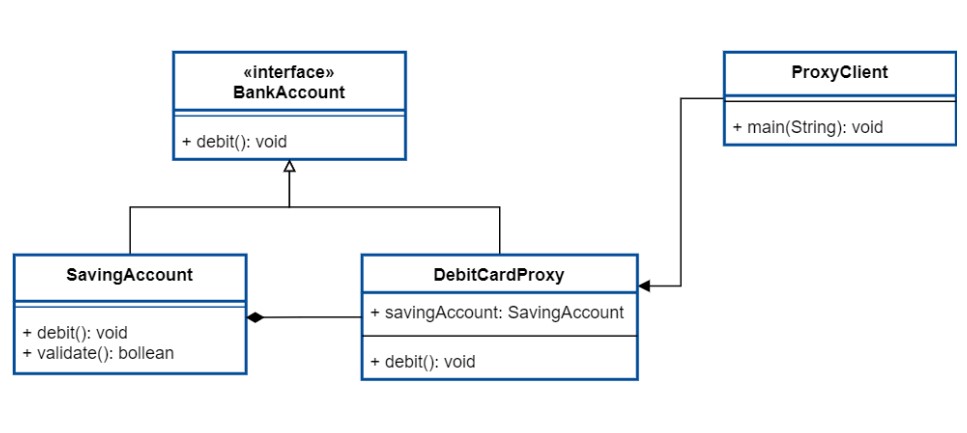 «interface»
BankAccount
+ debit(): void
ProxyClient
+ main(String): void
SavingAccount
+ debit(): void
+ validate(): bollean
DebitCardProxy
+ savingAccount: SavingAccount
+ debit(): void